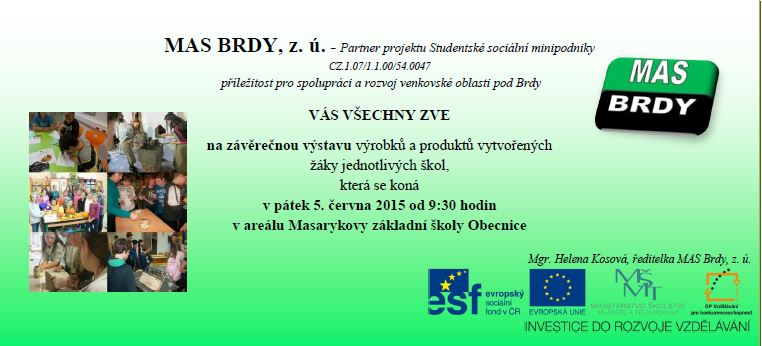 MAS BRDY, z. ú. - Partner projektu Studentské sociální minipodniky
CZ.1.07/1.1.00/54.0047
příležitost pro spolupráci a rozvoj venkovské oblasti pod Brdy
MAS
BRDY
VÁS VŠECHNY ZVE
na závěrečnou výstavu výrobků a produktů vytvořených
žáky jednotlivých škol,
která se koná
v pátek 5. června 2015 od 9:30 hodin
v areálu Masarykovy základní školy Obecnice
Mgr. Helena Kosová, ředitelka MAS Brdy, z. ú.
esf
evropský
sociální
fond v ČR
EVROPSKÁ UNIE
MŠMT
MINISTERSTVO ŠKOLSTVÍ,
MLÁDEŽE A TĚLOVÝCHOVY
OP Vzdělávání
pro konkurenceschopnost
INVESTICE DO ROZVOJE VZDĚLÁVÁNÍ